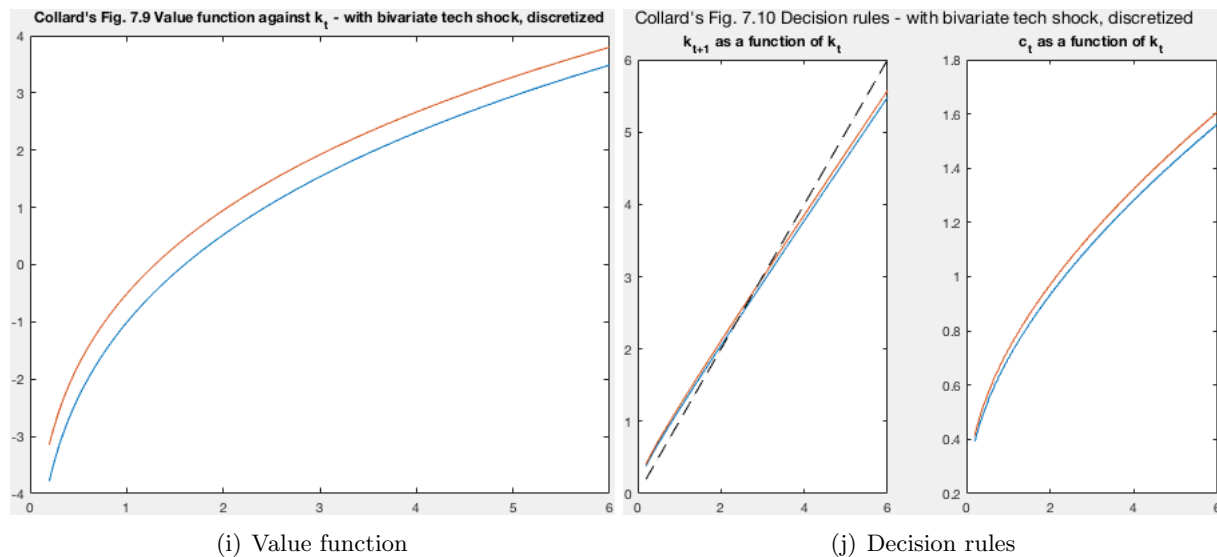 Collard's Fig. 7.9 Value function against k_t - with bivariate tech shock, discretized
4
3
2
1
0
-1
-2
-3
-4
0 1 2 3 4 5 6
(i) Value function
Collard's Fig. 7.10 Decision rules - with bivariate tech shock, discretized
k_{t+1} as a function of k_t
6
5
4
3
2
1
0
0 2 4 6
c_t as a function of k_t
1.8
1.6
1.4
1.2
1
0.8
0.6
0.4
0.2
0 2 4 6
(j) Decision rules